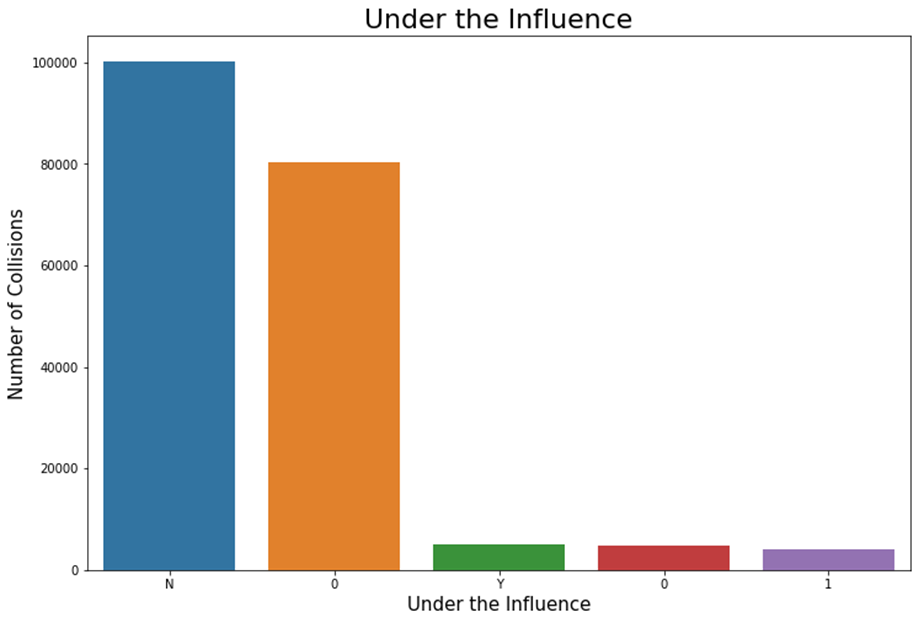 Under the Influence
Number of Collisions
100000
80000
60000
40000
20000
0
N 0 Y 0 1
Under the Influence